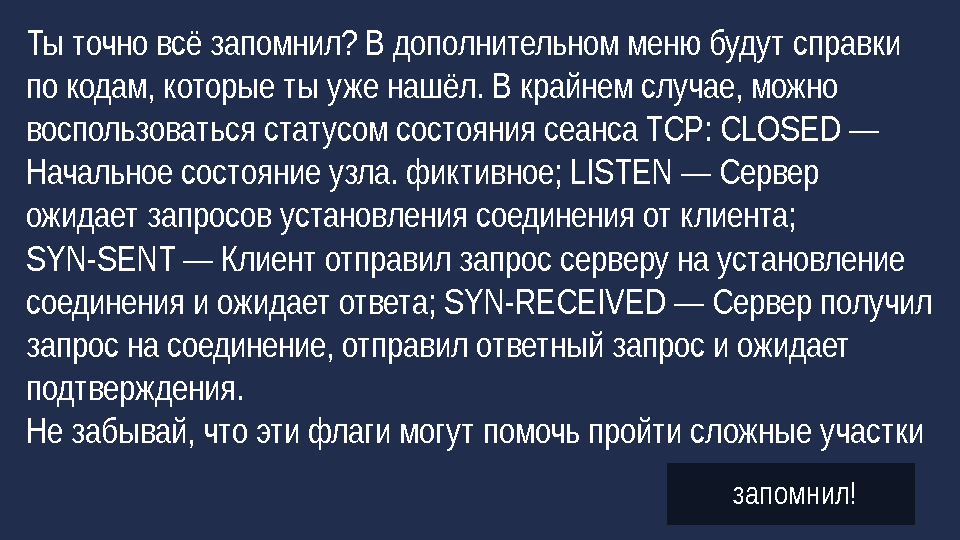 Ты точно всё запомнил? В дополнительном меню будут справки
по кодам, которые ты уже нашёл. В крайнем случае, можно
воспользоваться статусом состояния сеанса TCP: CLOSED —
Начальное состояние узла. фиктивное; LISTEN — Сервер
ожидает запросов установления соединения от клиента;
SYN-SENT — Клиент отправил запрос серверу на установление
соединения и ожидает ответа; SYN-RECEIVED — Сервер получил
запрос на соединение, отправил ответный запрос и ожидает
подтверждения.
Не забывай, что эти флаги могут помочь пройти сложные участки
запомнил!